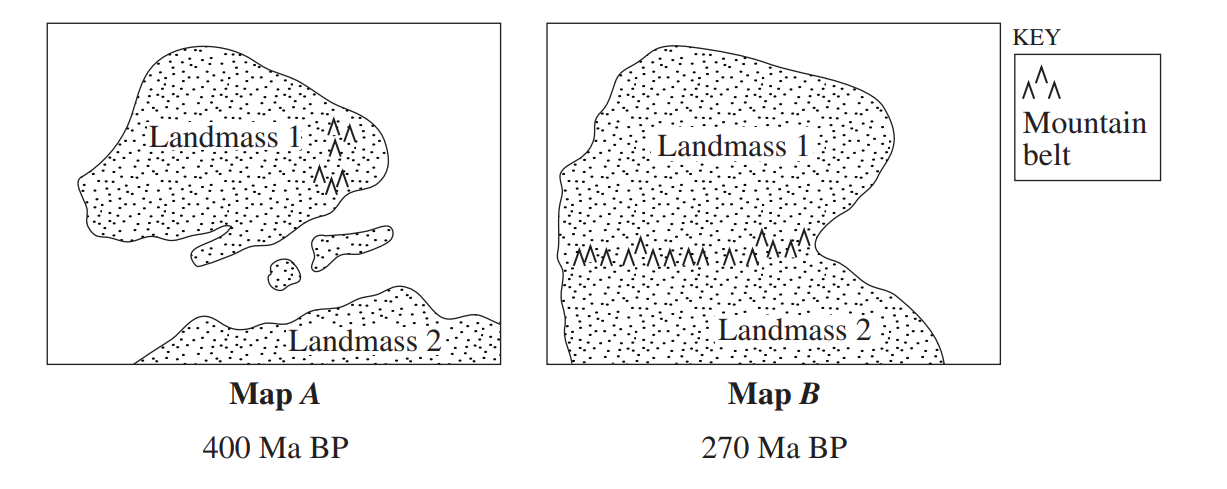 Landmass 1
Landmass 2
Map A
400 Ma BP
Landmass 1
Landmass 2
Map B
270 Ma BP
KEY
Mountain
belt